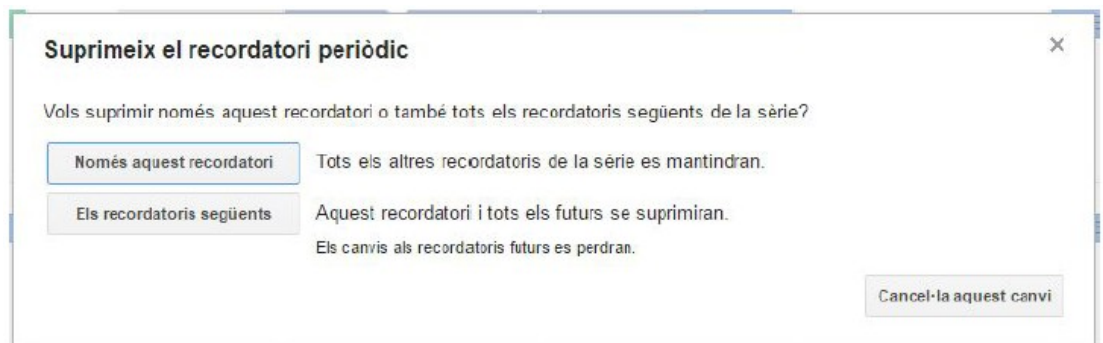 Suprimeix el recordatori periòdic
Vols suprimir només aquest recordatori o també tots els recordatoris següents de la sèrie?
Només aquest recordatori
Tots els altres recordatoris de la sèrie es mantindran.
Els recordatoris següents
Aquest recordatori i tots els futurs se suprimiran.
Els canvis als recordatoris futurs es perdran.
Cancel·la aquest canvi